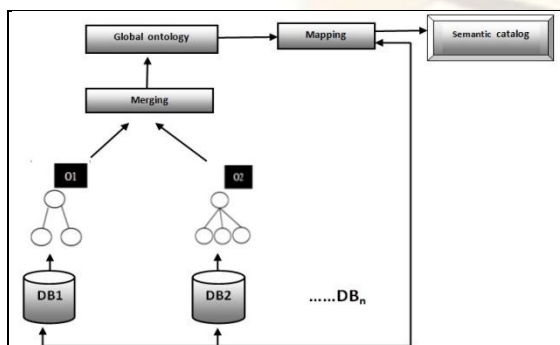 Global ontology
Mapping
Semantic catalog
Merging
O1
O2
DB1
DB2
......DBn